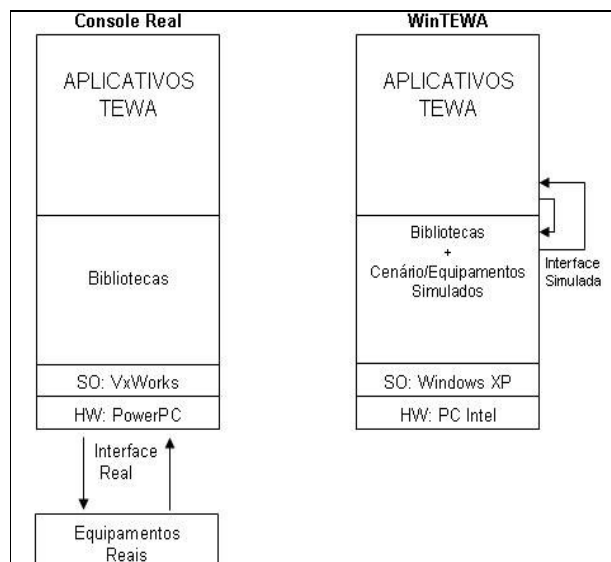 Console Real
APLICATIVOS
TEWA
Bibliotecas
SO: VxWorks
HW: PowerPC
Interface
Real
Equipamentos
Reais
WinTEWA
APLICATIVOS
TEWA
Bibliotecas
+
Cenário/Equipamentos
Simulados
Interface
Simulada
SO: Windows XP
HW: PC Intel